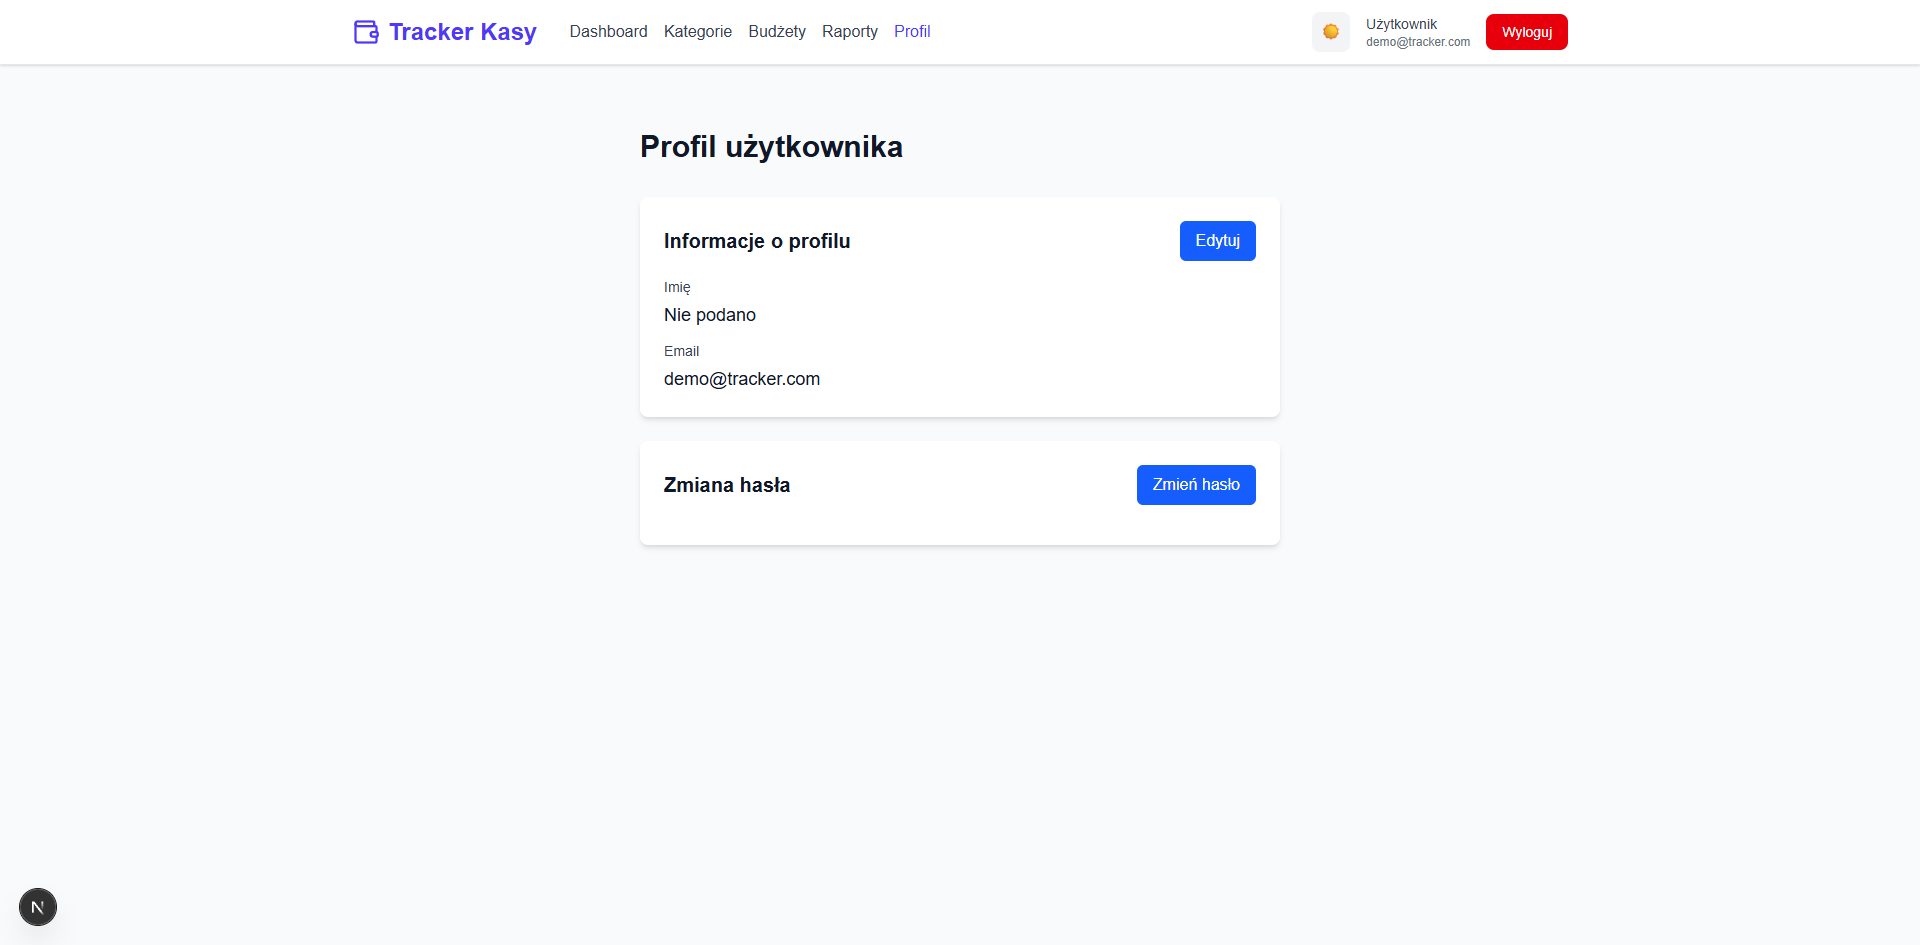 Tracker Kasy
Dashboard Kategorie Budżety Raporty Profil
Użytkownik
demo@tracker.com
Wyloguj
Profil użytkownika
Informacje o profilu
Edytuj
Imię
Nie podano
Email
demo@tracker.com
Zmiana hasła
Zmień hasło
N